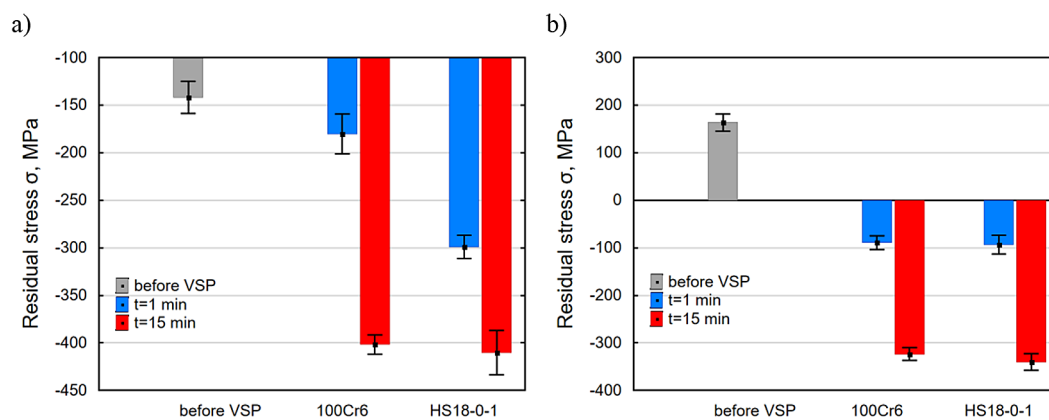 a)
b)
-100
-150
-200
-250
-300
-350
-400
-450
Residual stress σ, MPa
before VSP
t=1 min
t=15 min
before VSP 100Cr6 HS18-0-1
300
200
100
0
-100
-200
-300
-400
Residual stress σ, MPa
before VSP
t=1 min
t=15 min
before VSP 100Cr6 HS18-0-1